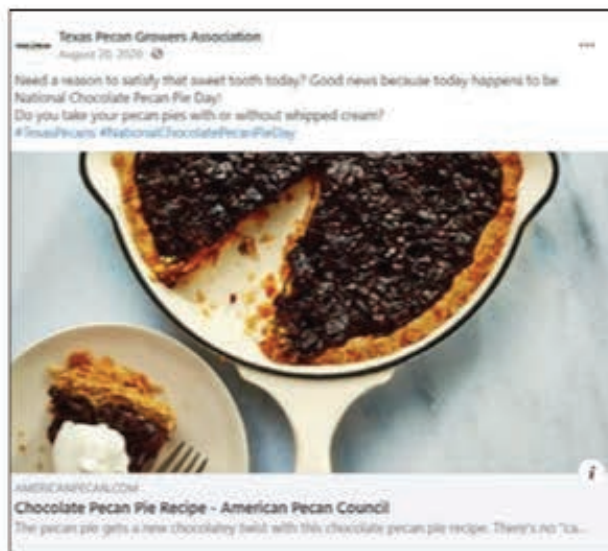 Texas Pecan Growers Association
August 20, 2020
Need a reason to satisfy that sweet tooth today? Good news because today happens to be
National Chocolate Pecan Pie Day!
Do you take your pecan pies with or without whipped cream?
#TexasPecans #NationalChocolatePecanPieDay
i
AMERICANPECAN.COM
Chocolate Pecan Pie Recipe - American Pecan Council
The pecan pie gets a new chocolatey twist with this chocolate pecan pie recipe. There's no "ca...